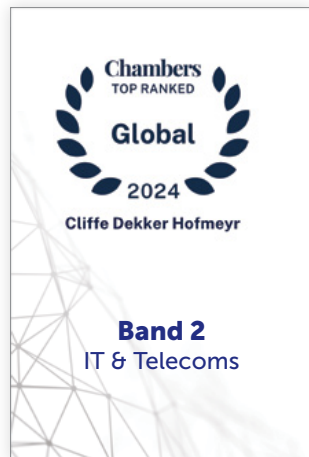 Chambers
TOP RANKED
Global
2024
Cliffe Dekker Hofmeyr
Band 2
IT & Telecoms